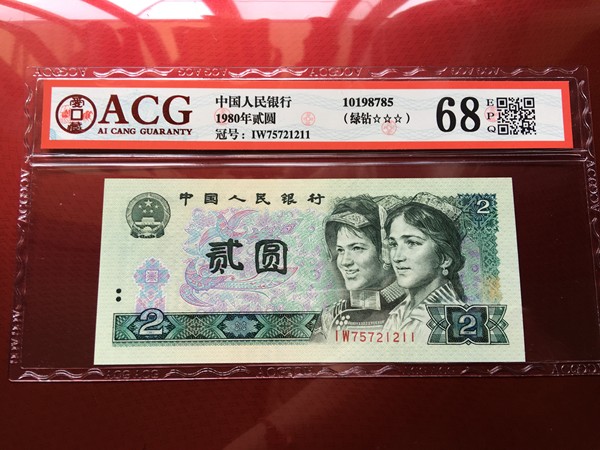 ACG
AI CANG GUARANTY
中国人民银行
1980年贰圆
冠号：IW75721211
10198785
（绿钻☆☆☆）
68
E
P
Q
中国人民银行
2
贰圆
2
IW75721211
2